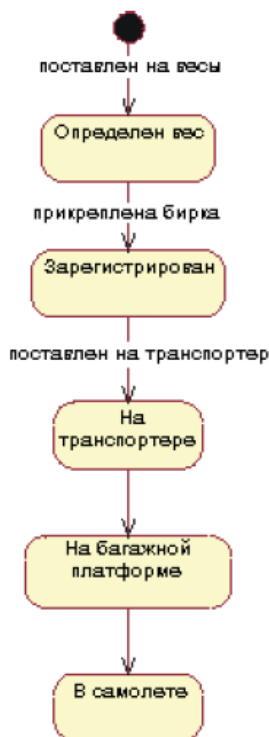 поставлен на весы
Определен вес
прикреплена бирка
Зарегистрирован
поставлен на транспортер
На
транспортере
На багажной
платформе
В самолете